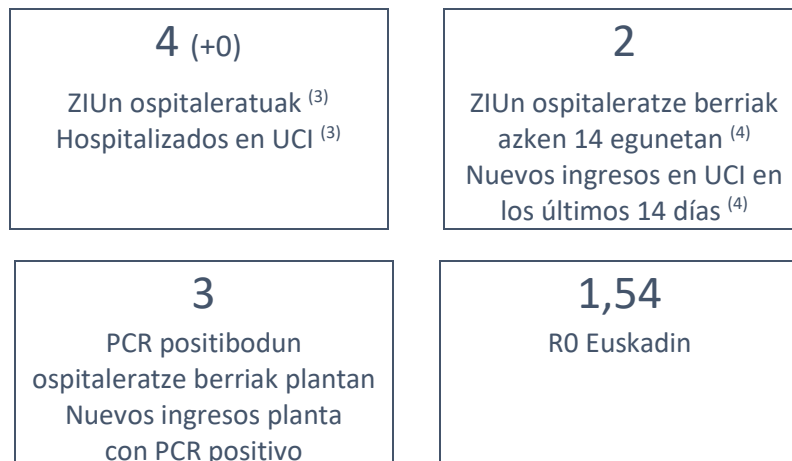 4 (+0)
ZIUn ospitaleratuak (3)
Hospitalizados en UCI (3)
2
ZIUn ospitaleratze berriak
azken 14 egunetan (4)
Nuevos ingresos en UCI en
los últimos 14 días (4)
3
PCR positibodun
ospitaleratze berriak plantan
Nuevos ingresos planta
con PCR positivo
1,54
R0 Euskadin